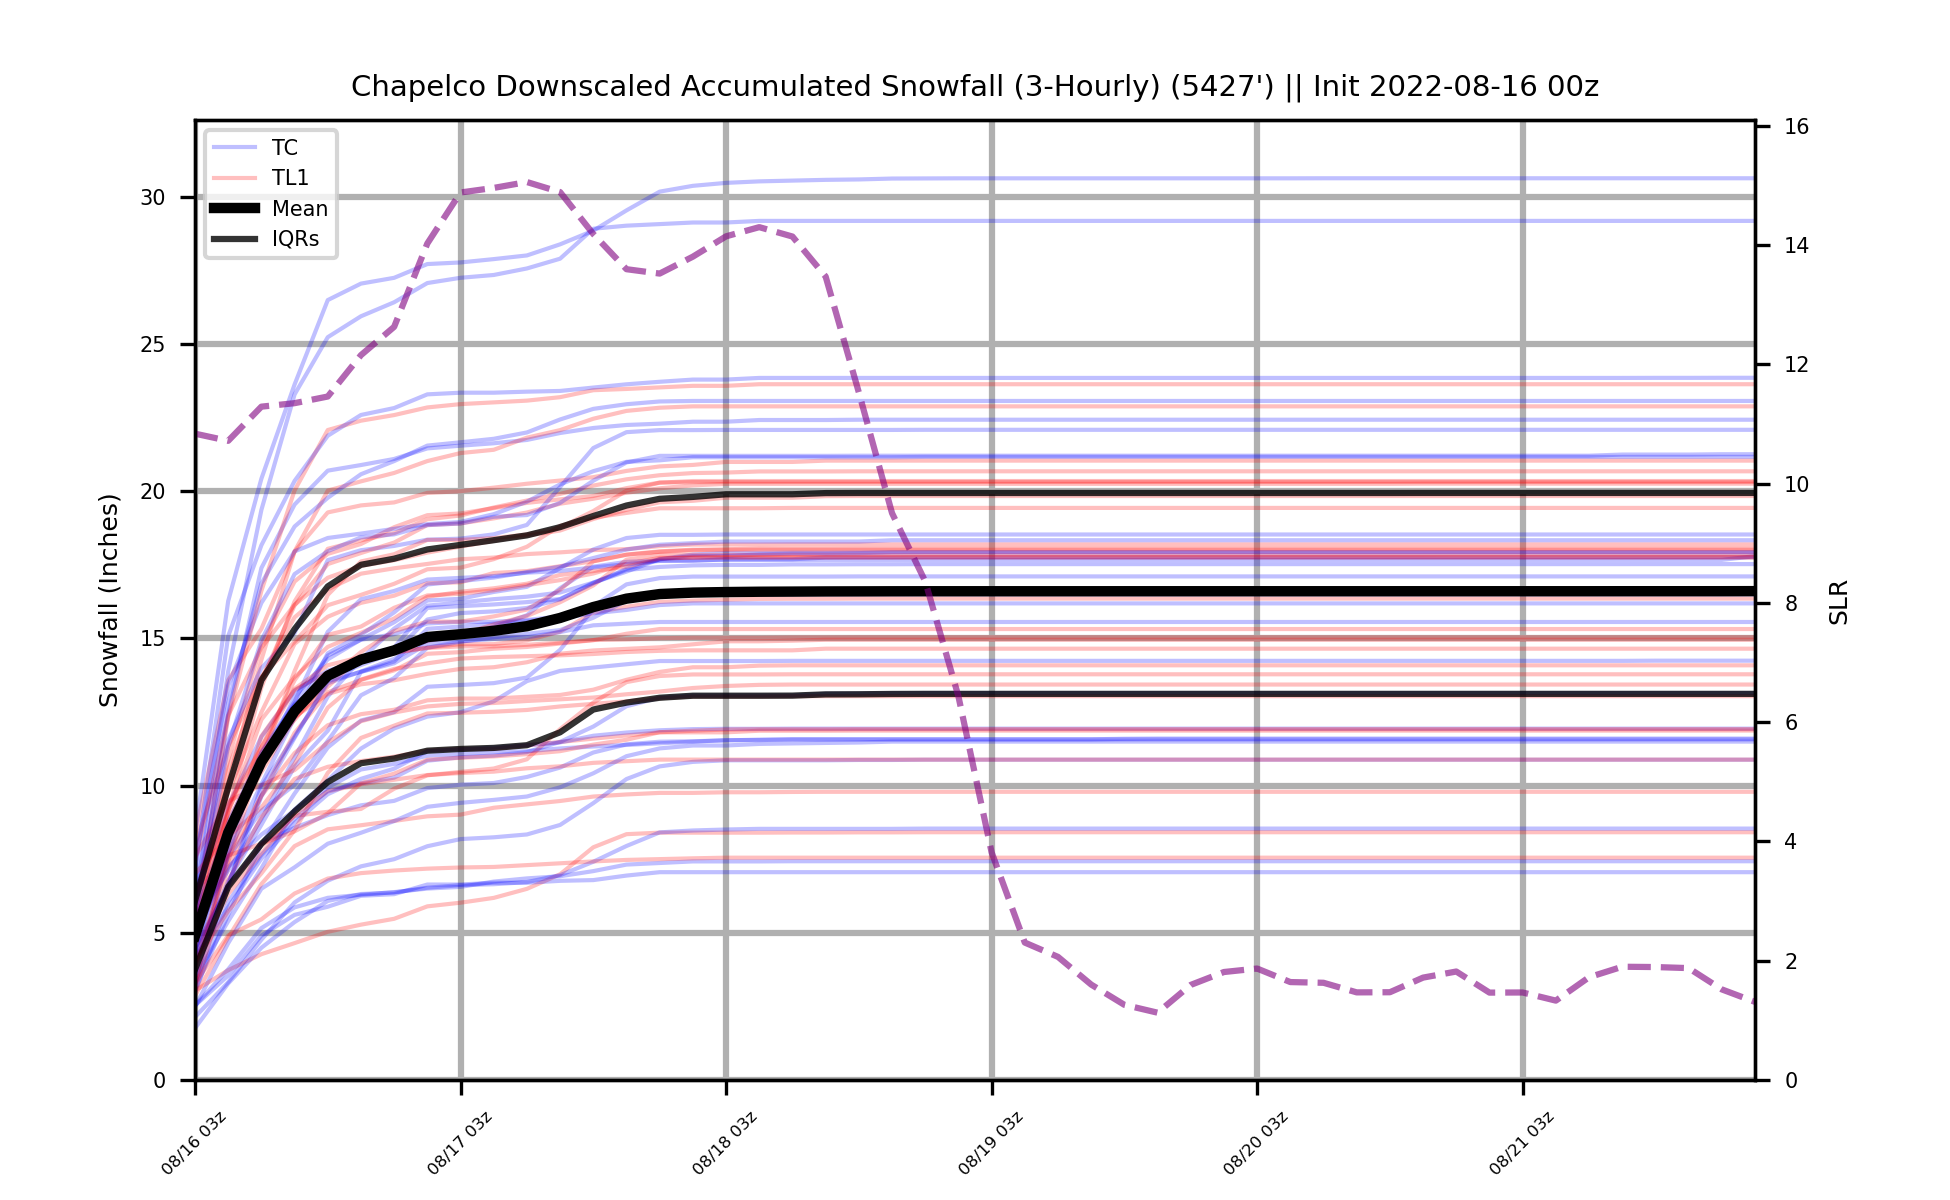 Chapelco Downscaled Accumulated Snowfall (3-Hourly) (5427') || Init 2022-08-16 00z
TC
TL1
Mean
IQRs
Snowfall (Inches)
30
25
20
15
10
5
0
16
14
12
10
8
6
4
2
0
SLR
08/16 03z
08/17 03z
08/18 03z
08/19 03z
08/20 03z
08/21 03z